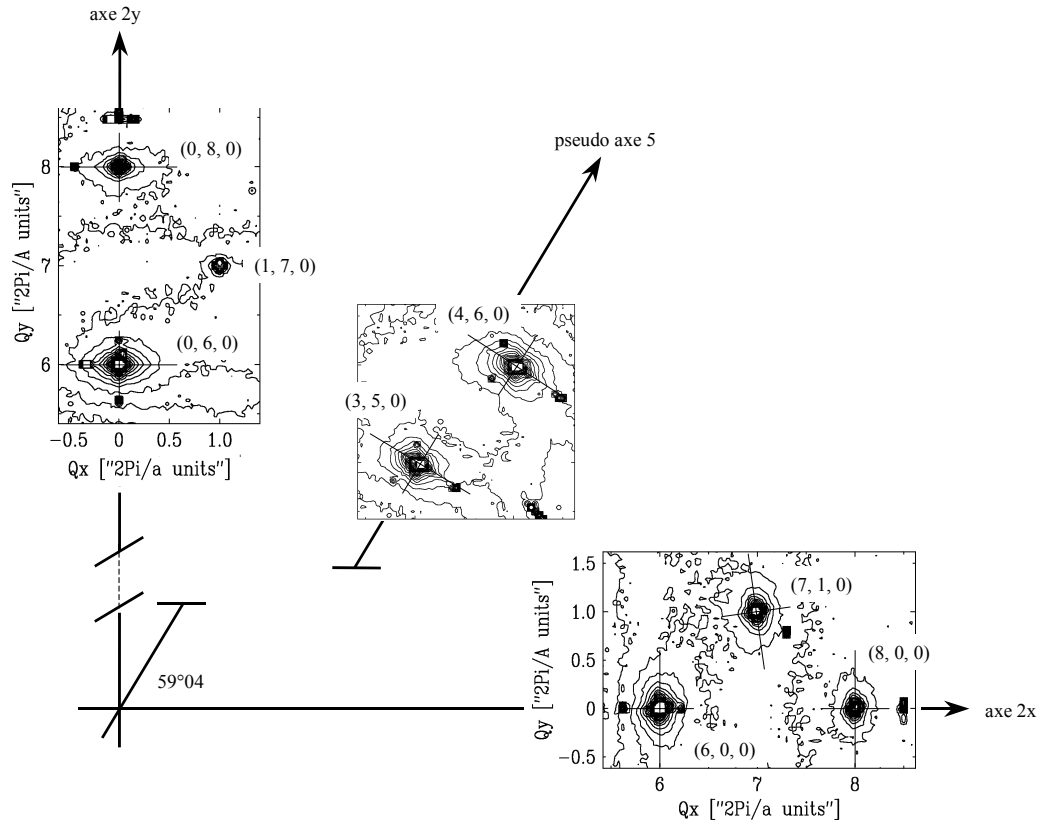 axe 2y
pseudo axe 5
(0, 8, 0)
8
(1, 7, 0)
7
Qy ["2Pi/A units"]
(0, 6, 0)
6
−0.5 0 0.5 1.0
Qx ["2Pi/a units"]
(4, 6, 0)
(3, 5, 0)
59°04
1.5
(7, 1, 0)
1.0
0.5
(8, 0, 0)
0
Qy ["2Pi/A units"]
axe 2x
(6, 0, 0)
−0.5
6 7 8
Qx ["2Pi/a units"]